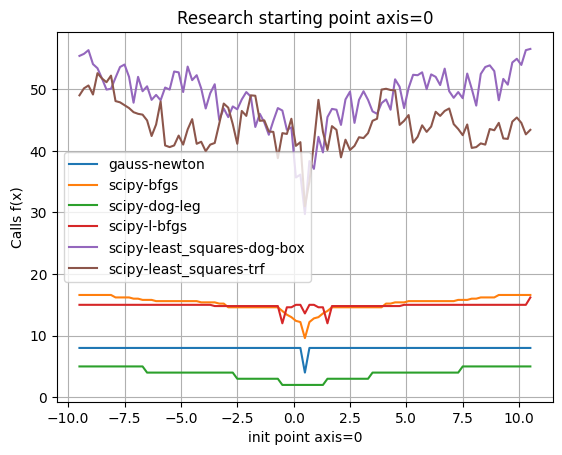 Research starting point axis=0
Calls f(x)
50
40
30
20
10
0
gauss-newton
scipy-bfgs
scipy-dog-leg
scipy-l-bfgs
scipy-least_squares-dog-box
scipy-least_squares-trf
−10.0 −7.5 −5.0 −2.5 0.0 2.5 5.0 7.5 10.0
init point axis=0